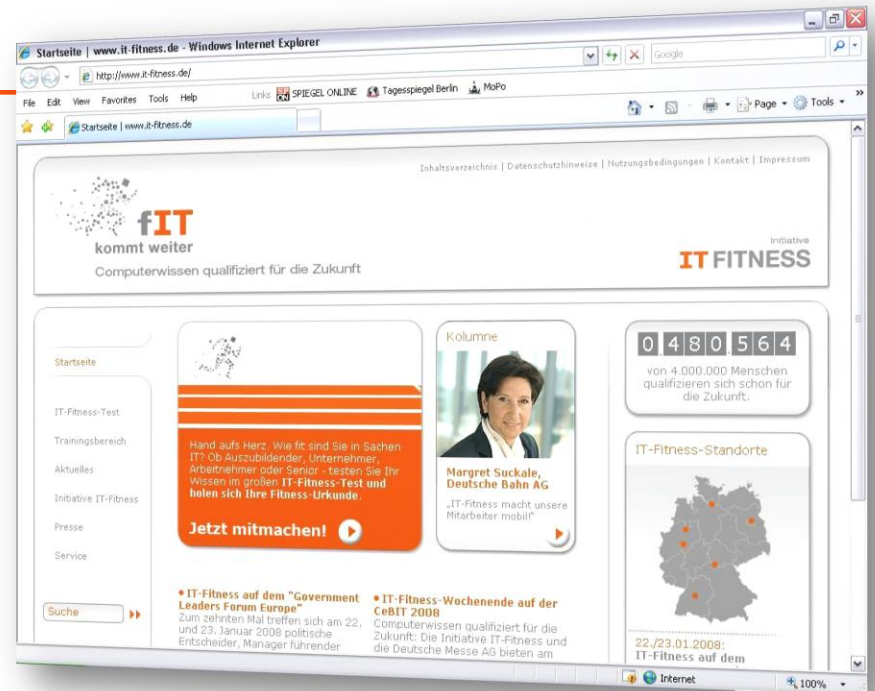 Startseite | www.it-fitness.de - Windows Internet Explorer
http://www.it-fitness.de/
Google
File Edit View Favorites Tools Help
Links SPIEGEL ONLINE Tagesspiegel Berlin MoPo
Startseite | www.it-fitness.de
Page Tools
Inhaltsverzeichnis | Datenschutzhinweise | Nutzungsbedingungen | Kontakt | Impressum
fIT
kommt weiter
Computerwissen qualifiziert für die Zukunft
Initiative
IT FITNESS
Startseite
IT-Fitness-Test
Trainingsbereich
Aktuelles
Initiative IT-Fitness
Presse
Service
Suche
Hand aufs Herz. Wie fit sind Sie in Sachen
IT? Ob Auszubildender, Unternehmer,
Arbeitnehmer oder Senior - testen Sie Ihr
Wissen im großen IT-Fitness-Test und
holen sich Ihre Fitness-Urkunde.
Jetzt mitmachen!
Kolumne
Margret Suckale,
Deutsche Bahn AG
„IT-Fitness macht unsere
Mitarbeiter mobil!"
0.480.564
von 4.000.000 Menschen
qualifizieren sich schon für
die Zukunft.
IT-Fitness-Standorte
22./23.01.2008:
IT-Fitness auf dem
• IT-Fitness auf dem "Government
Leaders Forum Europe"
Zum zehnten Mal treffen sich am 22.
und 23. Januar 2008 politische
Entscheider, Manager führender
• IT-Fitness-Wochenende auf der
CeBIT 2008
Computerwissen qualifiziert für die
Zukunft: Die Initiative IT-Fitness und
die Deutsche Messe AG bieten am
Internet
100%